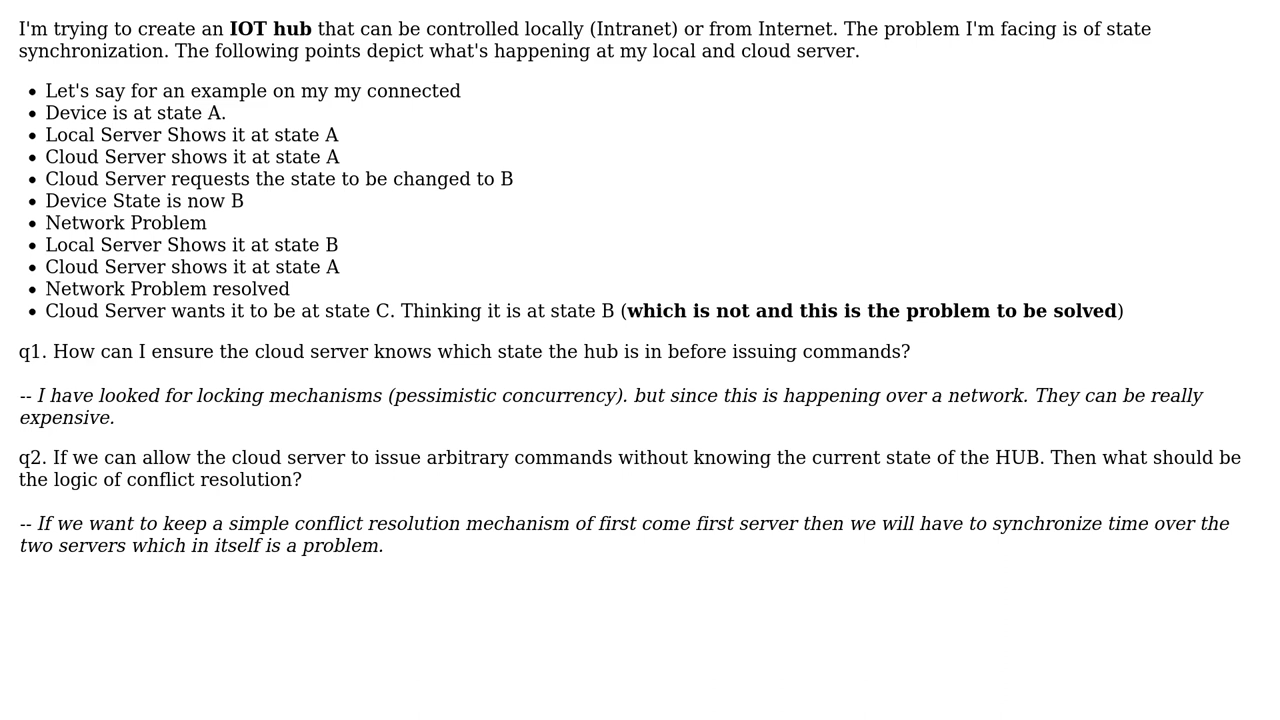 I'm trying to create an IOT hub that can be controlled locally (Intranet) or from Internet. The problem I'm facing is of state
synchronization. The following points depict what's happening at my local and cloud server.
• Let's say for an example on my my connected
• Device is at state A.
• Local Server Shows it at state A
• Cloud Server shows it at state A
• Cloud Server requests the state to be changed to B
• Device State is now B
• Network Problem
• Local Server Shows it at state B
• Cloud Server shows it at state A
• Network Problem resolved
• Cloud Server wants it to be at state C. Thinking it is at state B (which is not and this is the problem to be solved)
q1. How can I ensure the cloud server knows which state the hub is in before issuing commands?
-- I have looked for locking mechanisms (pessimistic concurrency). but since this is happening over a network. They can be really
expensive.
q2. If we can allow the cloud server to issue arbitrary commands without knowing the current state of the HUB. Then what should be
the logic of conflict resolution?
-- If we want to keep a simple conflict resolution mechanism of first come first server then we will have to synchronize time over the
two servers which in itself is a problem.